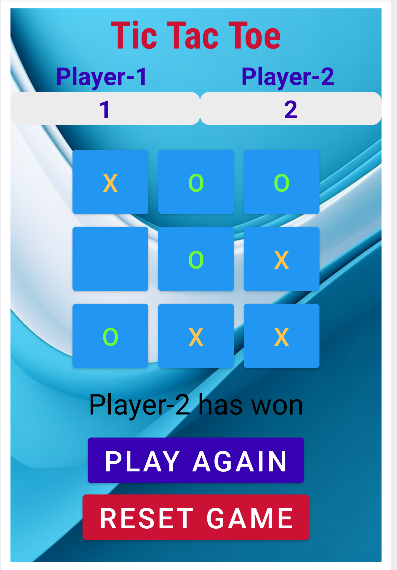 Tic Tac Toe
Player-1 Player-2
1 2
X O O
O X
O X X
Player-2 has won
PLAY AGAIN
RESET GAME